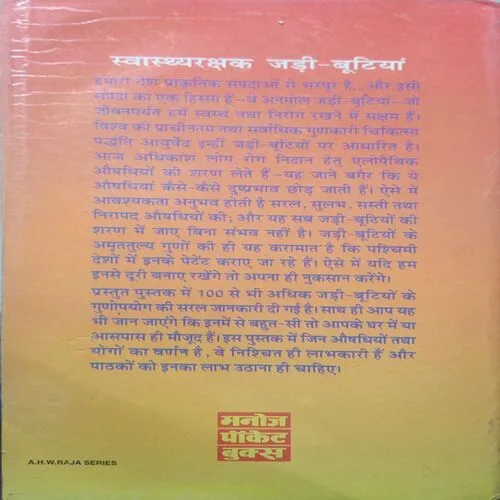 स्वास्थ्यरक्षक जड़ी-बूटियां
हमारा देश प्राकृतिक संपदाओं से भरपूर है, और इसी
संपदा का एक हिस्सा हैं-वे अनमोल जड़ी-बूटियां-जो
जीवनपर्यंत हमें स्वस्थ तथा निरोग रखने में सक्षम हैं।
विश्व की प्राचीनतम तथा सर्वाधिक गुणकारी चिकित्सा
पद्धति आयुर्वेद इन्हीं जड़ी-बूटियों पर आधारित है।
आज अधिकांश लोग रोग निदान हेतु एलोपैथिक
औषधियों की शरण लेते हैं-यह जाने बगैर कि ये
औषधियां कैसे-कैसे दुष्प्रभाव छोड़ जाती हैं। ऐसे में
आवश्यकता अनुभव होती है सरल, सुलभ, सस्ती तथा
निरापद औषधियों की; और यह सब जड़ी-बूटियों की
शरण में जाए बिना संभव नहीं है। जड़ी-बूटियों के
अमृततुल्य गुणों की ही यह करामात है कि पश्चिमी
देशों में इनके पेटेंट कराए जा रहे हैं। ऐसे में यदि हम
इनसे दूरी बनाए रखेंगे तो अपना ही नुकसान करेंगे।
प्रस्तुत पुस्तक में 100 से भी अधिक जड़ी-बूटियों के
गुणोपयोग की सरल जानकारी दी गई है। साथ ही आप यह
भी जान जाएंगे कि इनमें से बहुत-सी तो आपके घर में या
आसपास ही मौजूद हैं। इस पुस्तक में जिन औषधियों तथा
योगों का वर्णन है, वे निश्चित ही लाभकारी हैं और
पाठकों को इनका लाभ उठाना ही चाहिए।
मनोज
पॉकेट
बुक्स
A.H.W.RAJA SERIES